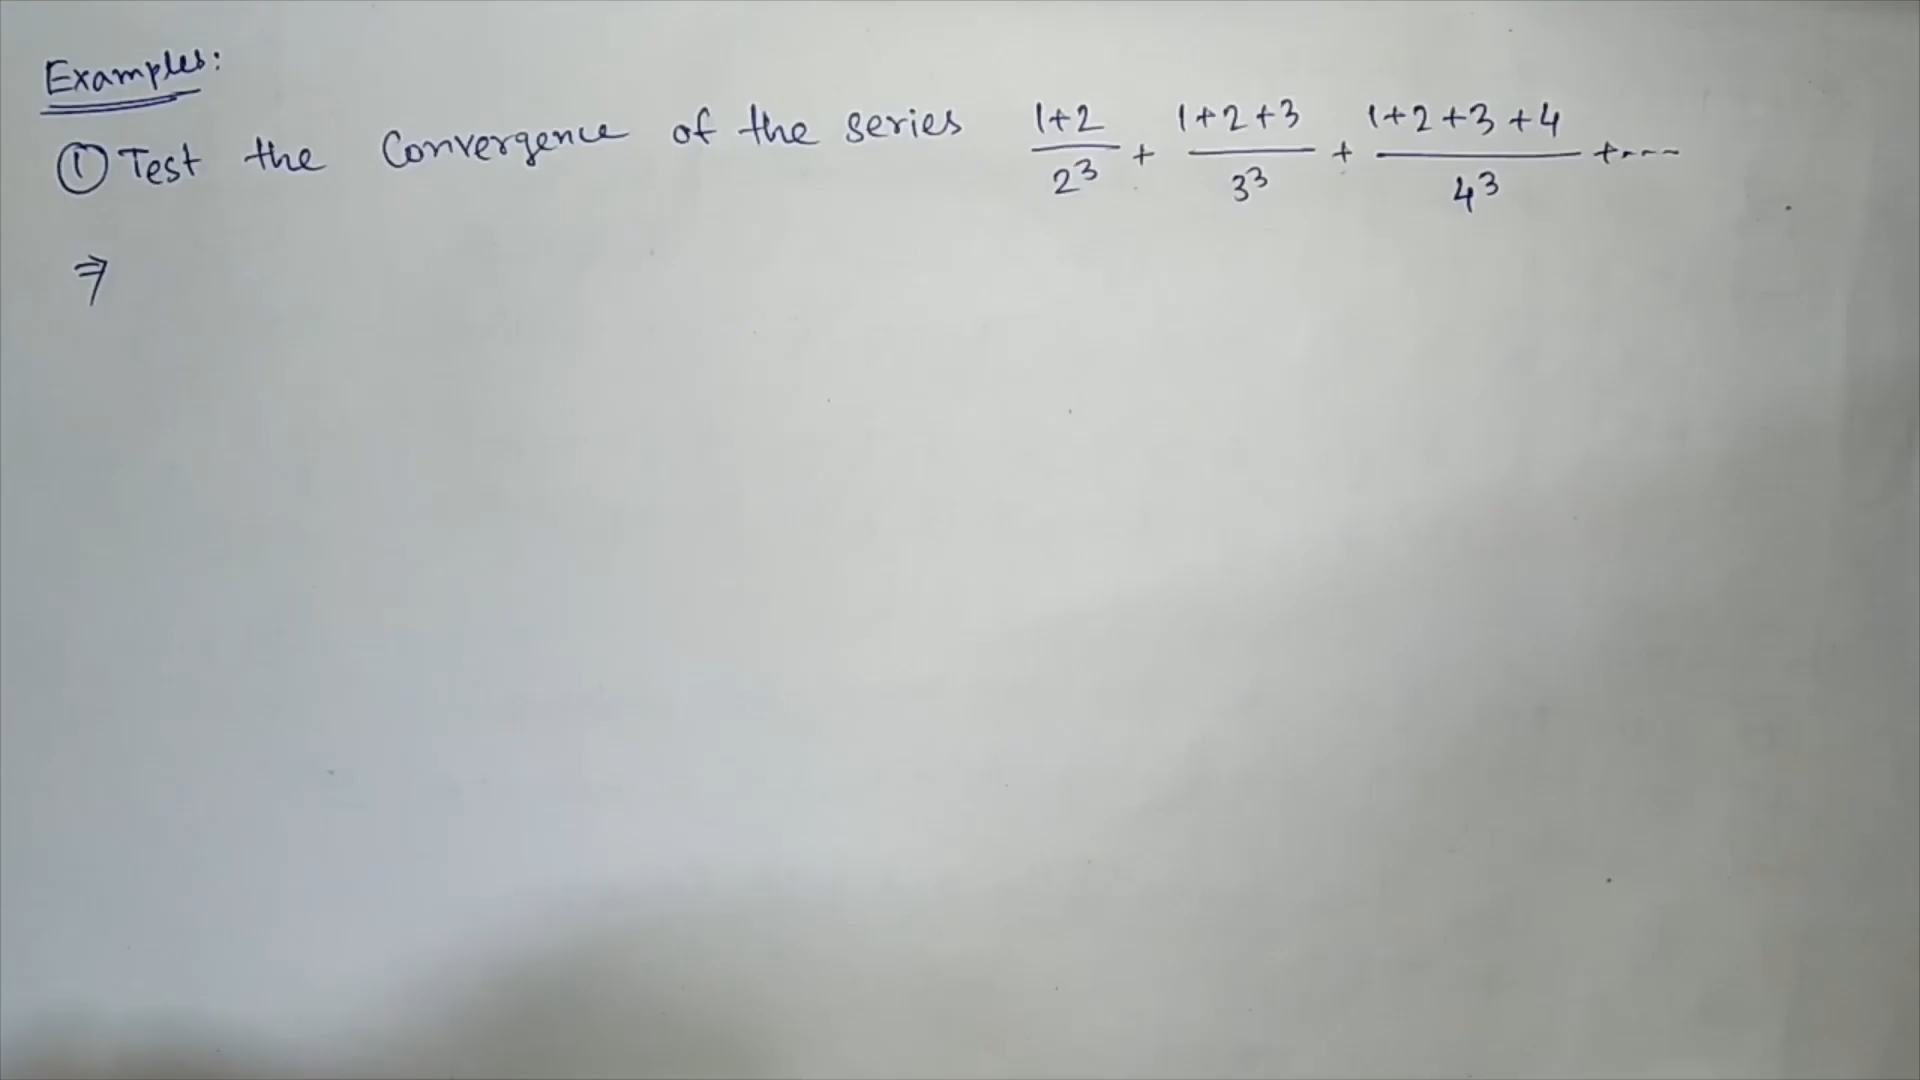 Examples:
① Test the Convergence of the series (1+2)/2³ + (1+2+3)/3³ + (1+2+3+4)/4³ +----
⇒